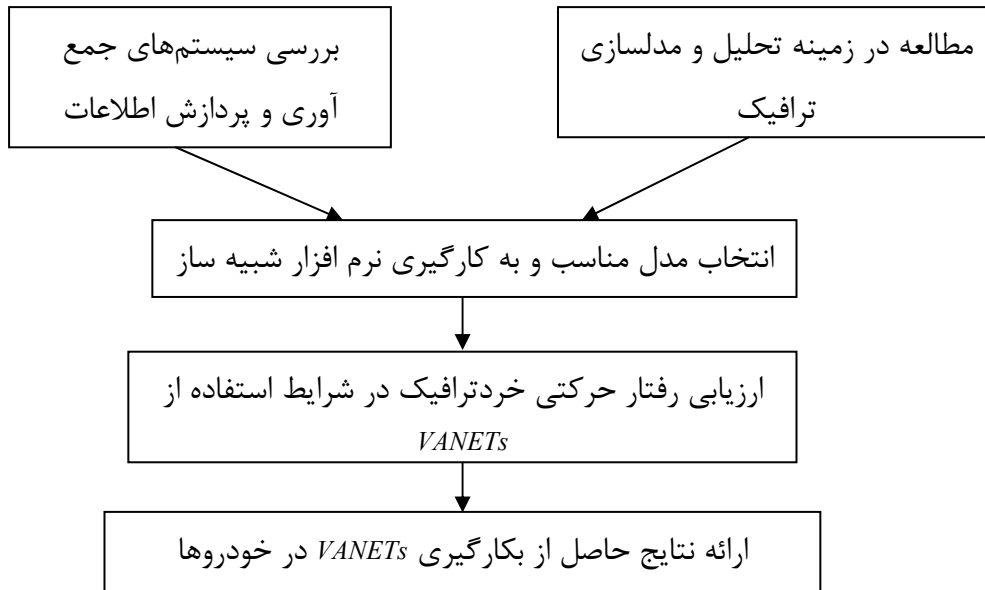 مطالعه در زمینه تحلیل و مدلسازی
ترافیک
بررسی سیستم‌های جمع
آوری و پردازش اطلاعات
انتخاب مدل مناسب و به کارگیری نرم افزار شبیه ساز
ارزیابی رفتار حرکتی خردترافیک در شرایط استفاده از
VANETs
ارائه نتایج حاصل از بکارگیری VANETs در خودروها